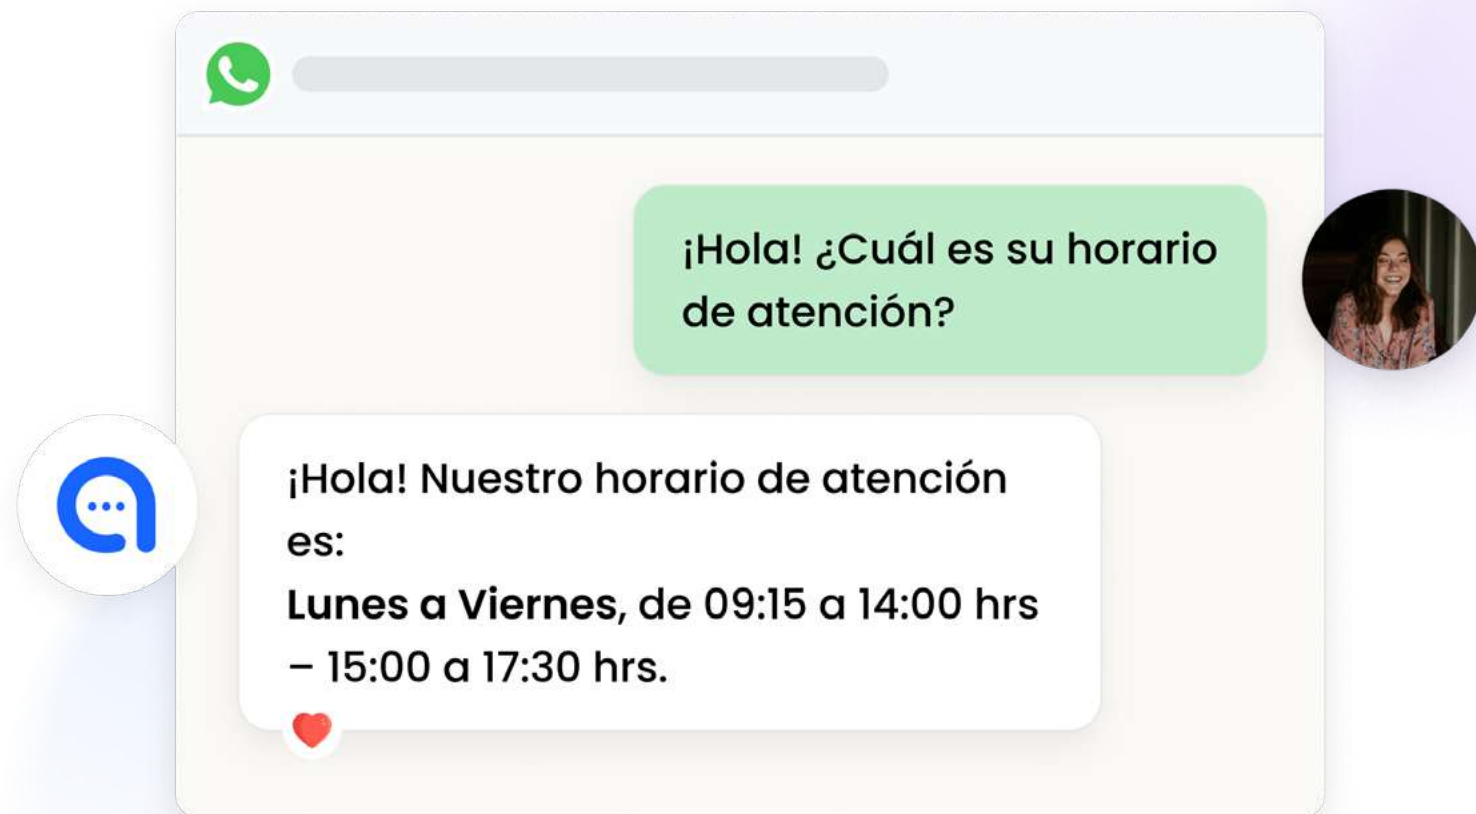 ¡Hola! ¿Cuál es su horario
de atención?
¡Hola! Nuestro horario de atención
es:
Lunes a Viernes, de 09:15 a 14:00 hrs
– 15:00 a 17:30 hrs.